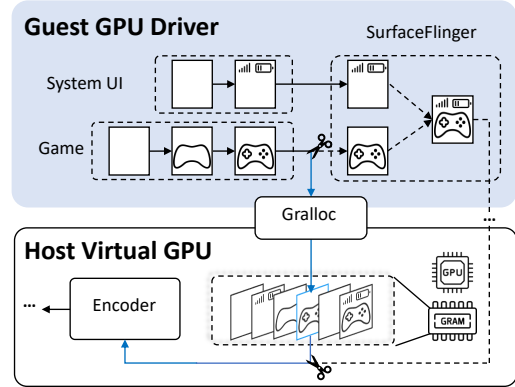 Guest GPU Driver
SurfaceFlinger
System UI
Game
Gralloc
...
Host Virtual GPU
GPU
...
Encoder
GRAM